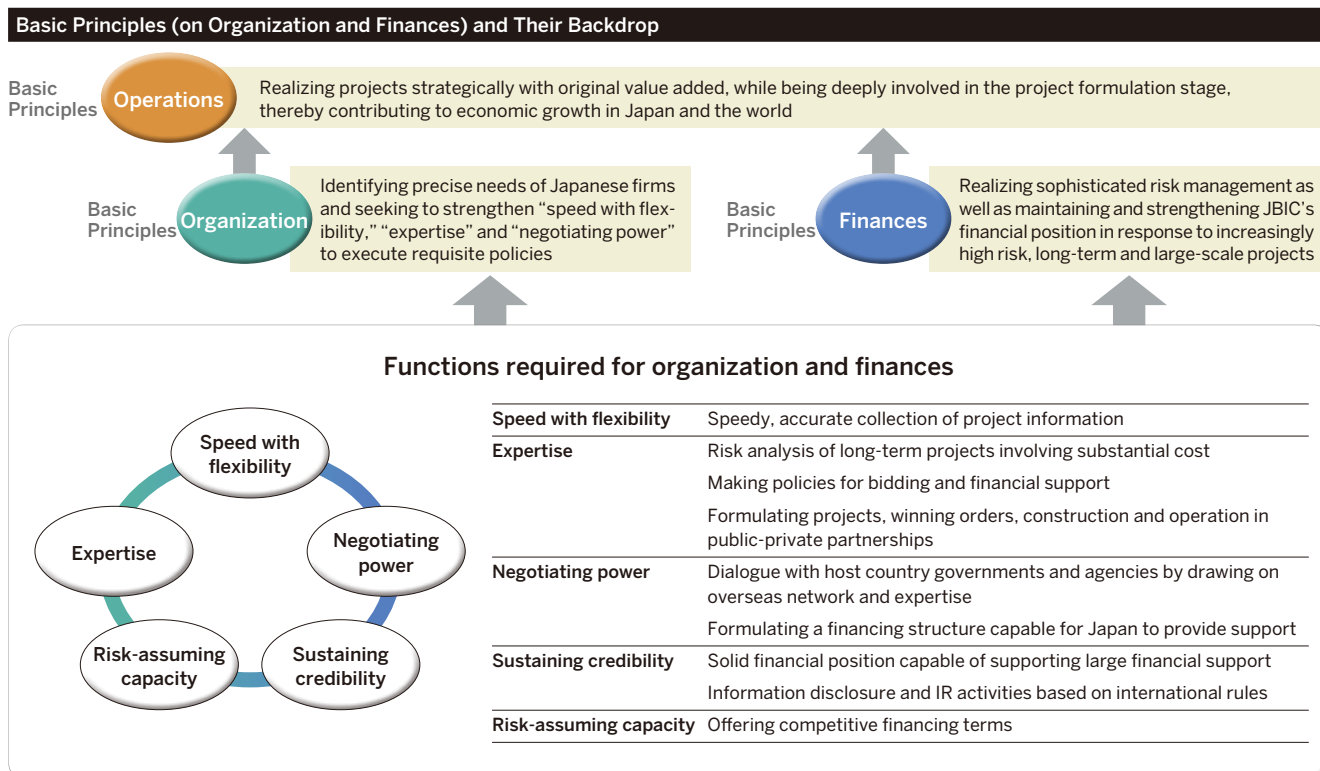 Basic Principles (on Organization and Finances) and Their Backdrop
Basic
Principles
Operations
Realizing projects strategically with original value added, while being deeply involved in the project formulation stage,
thereby contributing to economic growth in Japan and the world
Basic
Principles
Organization
Identifying precise needs of Japanese firms
and seeking to strengthen “speed with flex-
ibility,” “expertise” and “negotiating power”
to execute requisite policies
Basic
Principles
Finances
Realizing sophisticated risk management as
well as maintaining and strengthening JBIC’s
financial position in response to increasingly
high risk, long-term and large-scale projects
Functions required for organization and finances
Speed with
flexibility
Expertise
Negotiating
power
Risk-assuming
capacity
Sustaining
credibility
Speed with flexibility Speedy, accurate collection of project information
Expertise Risk analysis of long-term projects involving substantial cost
Making policies for bidding and financial support
Formulating projects, winning orders, construction and operation in
public-private partnerships
Negotiating power Dialogue with host country governments and agencies by drawing on
overseas network and expertise
Formulating a financing structure capable for Japan to provide support
Sustaining credibility Solid financial position capable of supporting large financial support
Information disclosure and IR activities based on international rules
Risk-assuming capacity Offering competitive financing terms